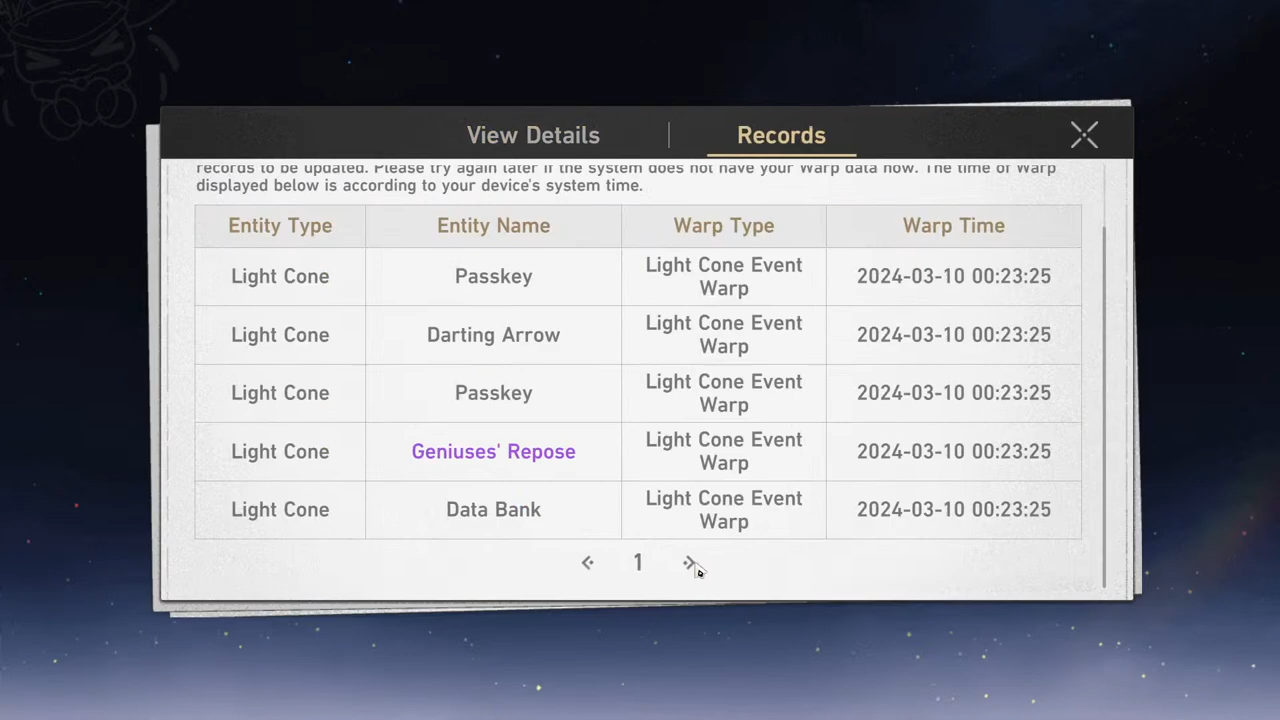 View Details
Records
records to be updated. Please try again later if the system does not have your Warp data now. The time of Warp
displayed below is according to your device's system time.
Entity Type Entity Name Warp Type Warp Time
Light Cone Passkey Light Cone Event Warp 2024-03-10 00:23:25
Light Cone Darting Arrow Light Cone Event Warp 2024-03-10 00:23:25
Light Cone Passkey Light Cone Event Warp 2024-03-10 00:23:25
Light Cone Geniuses' Repose Light Cone Event Warp 2024-03-10 00:23:25
Light Cone Data Bank Light Cone Event Warp 2024-03-10 00:23:25
1